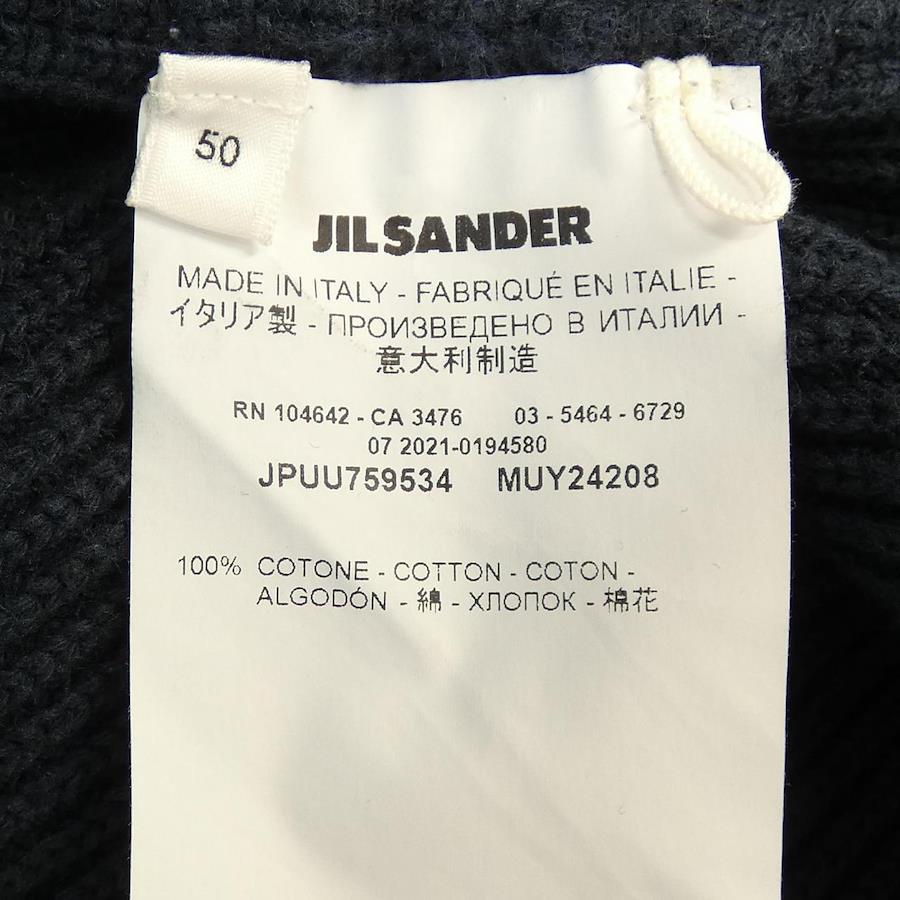 50
JIL SANDER
MADE IN ITALY - FABRIQUÉ EN ITALIE -
イタリア製 - ПРОИЗВЕДЕНО В ИТАЛИИ -
意大利制造
RN 104642 - CA 3476 03 - 5464 - 6729
07 2021-0194580
JPUU759534 MUY24208
100% COTONE - COTTON - COTON -
ALGODÓN - 綿 - ХЛОПОК - 棉花